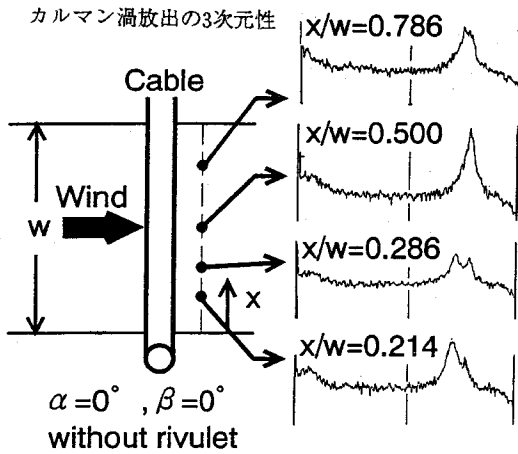 カルマン渦放出の3次元性
Cable
Wind
w
x
α=0° , β=0°
without rivulet
x/w=0.786
x/w=0.500
x/w=0.286
x/w=0.214